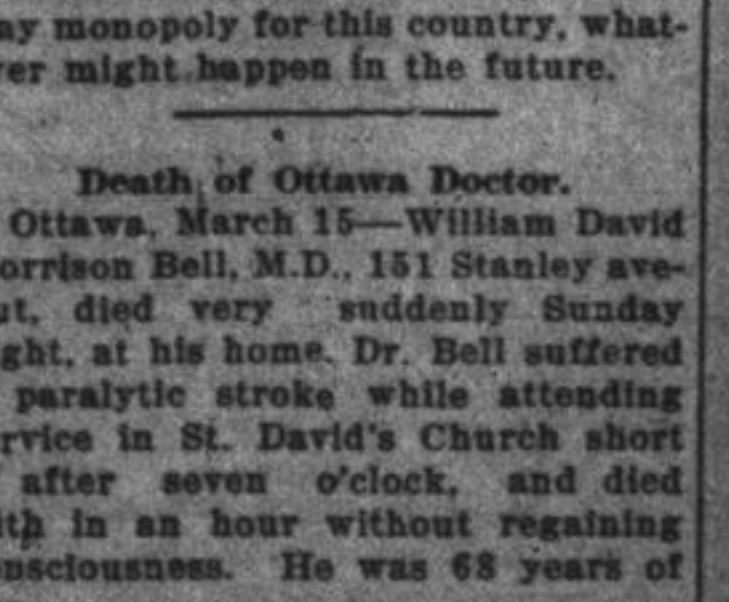 ay monopoly for this country, what-
er might happen in the future.
Death of Ottawa Doctor.
Ottawa, March 15—William David
orrison Bell, M.D., 151 Stanley ave-
ut, died very suddenly Sunday
ght, at his home. Dr. Bell suffered
paralytic stroke while attending
rvice in St. David's Church short
after seven o'clock, and died
ith in an hour without regaining
nsciousness. He was 68 years of